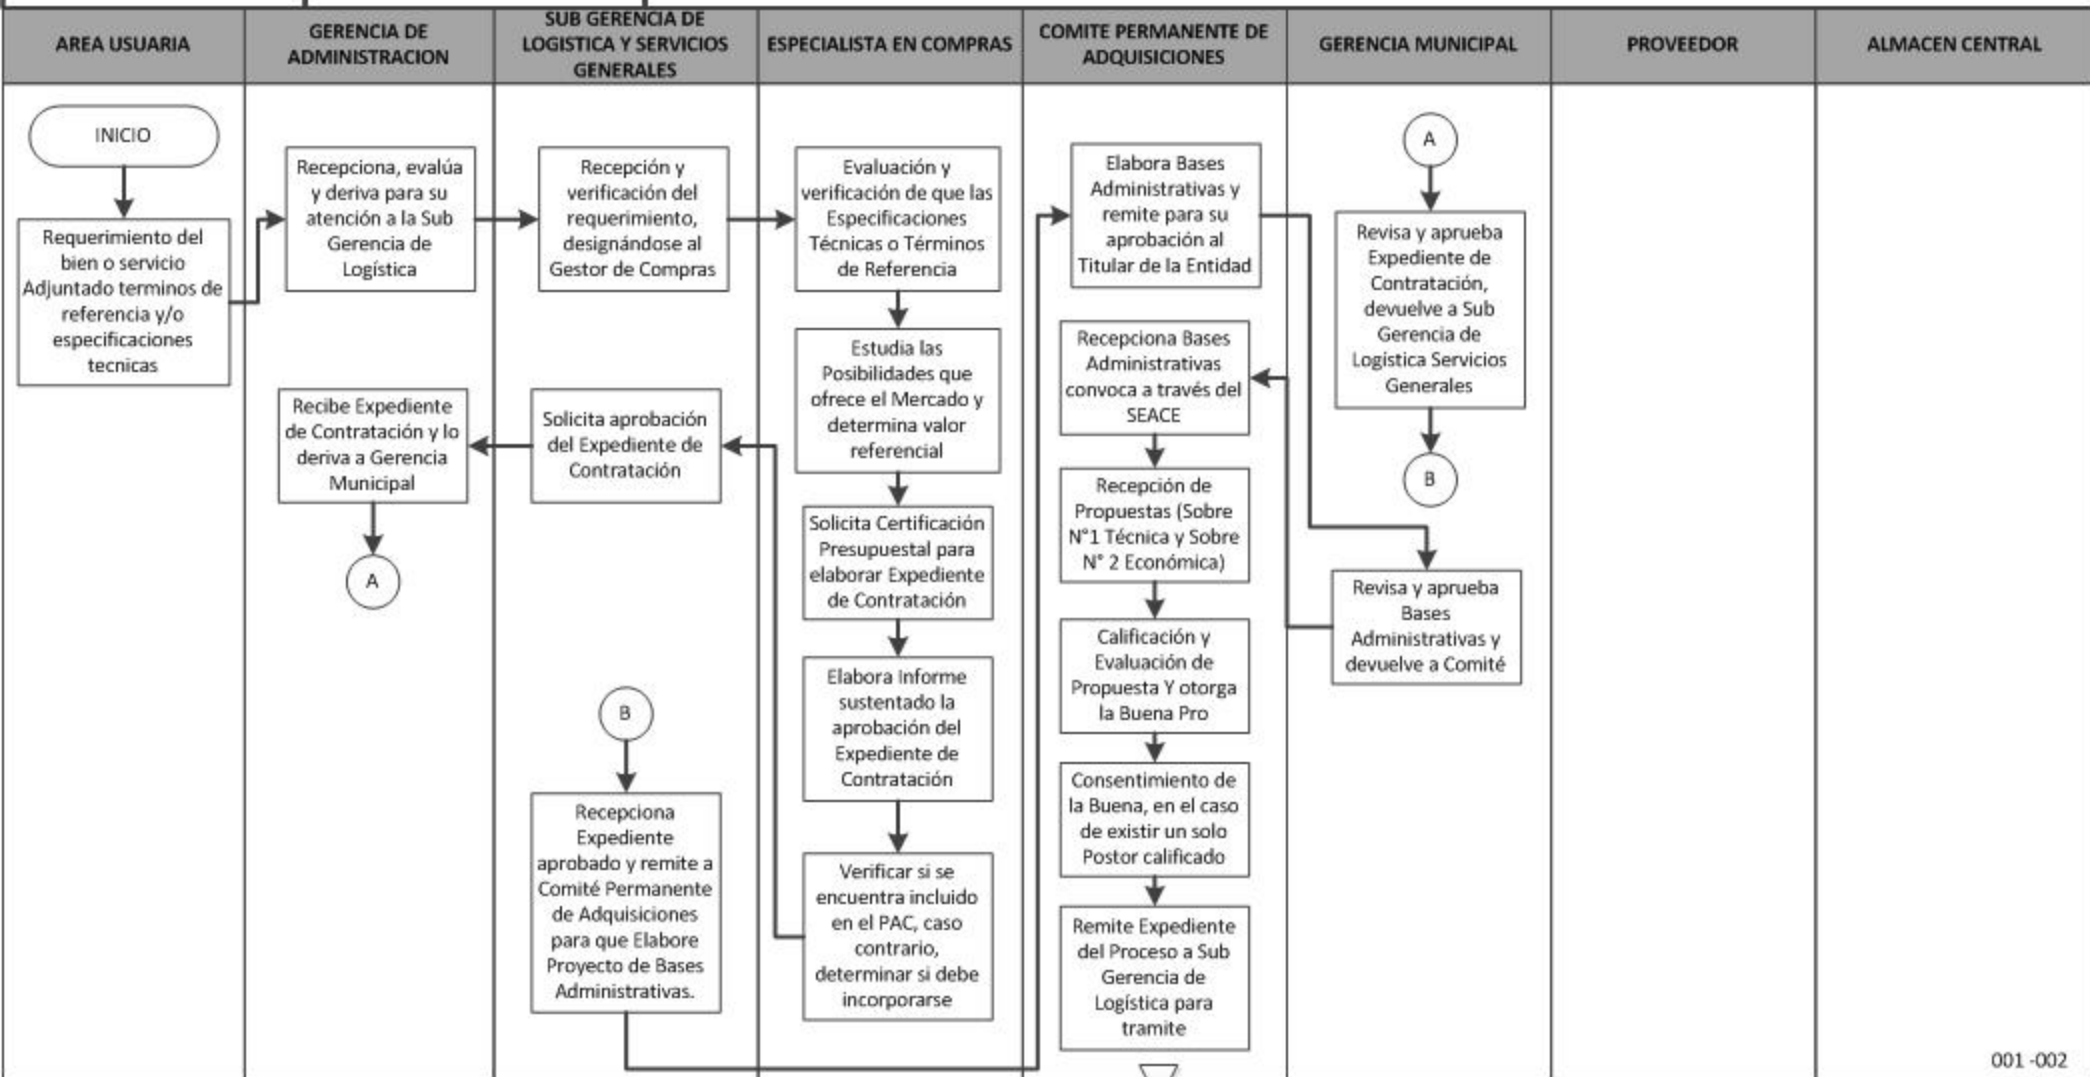 AREA USUARIA
GERENCIA DE
ADMINISTRACION
SUB GERENCIA DE
LOGISTICA Y SERVICIOS
GENERALES
ESPECIALISTA EN COMPRAS
COMITE PERMANENTE DE
ADQUISICIONES
GERENCIA MUNICIPAL
PROVEEDOR
ALMACEN CENTRAL
INICIO
Requerimiento del
bien o servicio
Adjuntado terminos de
referencia y/o
especificaciones
tecnicas
Recepciona, evalúa
y deriva para su
atención a la Sub
Gerencia de
Logística
Recibe Expediente
de Contratación y lo
deriva a Gerencia
Municipal
A
Recepción y
verificación del
requerimiento,
designándose al
Gestor de Compras
Solicita aprobación
del Expediente de
Contratación
B
Recepciona
Expediente
aprobado y remite a
Comité Permanente
de Adquisiciones
para que Elabore
Proyecto de Bases
Administrativas.
Evaluación y
verificación de que las
Especificaciones
Técnicas o Términos
de Referencia
Estudia las
Posibilidades que
ofrece el Mercado y
determina valor
referencial
Solicita Certificación
Presupuestal para
elaborar Expediente
de Contratación
Elabora Informe
sustentado la
aprobación del
Expediente de
Contratación
Verificar si se
encuentra incluido
en el PAC, caso
contrario,
determinar si debe
incorporarse
Elabora Bases
Administrativas y
remite para su
aprobación al
Titular de la Entidad
Recepciona Bases
Administrativas
convoca a través del
SEACE
Recepción de
Propuestas (Sobre
N°1 Técnica y Sobre
N° 2 Económica)
Calificación y
Evaluación de
Propuesta Y otorga
la Buena Pro
Consentimiento de
la Buena, en el caso
de existir un solo
Postor calificado
Remite Expediente
del Proceso a Sub
Gerencia de
Logística para
tramite
A
Revisa y aprueba
Expediente de
Contratación,
devuelve a Sub
Gerencia de
Logística Servicios
Generales
B
Revisa y aprueba
Bases
Administrativas y
devuelve a Comité
001 -002